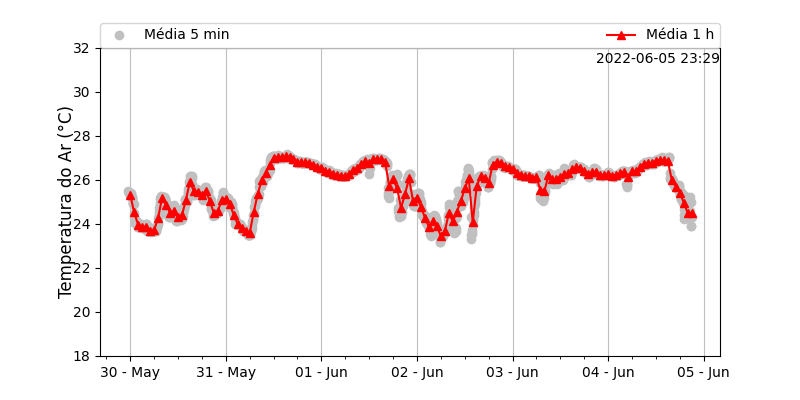 Média 5 min
Média 1 h
2022-06-05 23:29
Temperatura do Ar (°C)
32
30
28
26
24
22
20
18
30 - May
31 - May
01 - Jun
02 - Jun
03 - Jun
04 - Jun
05 - Jun